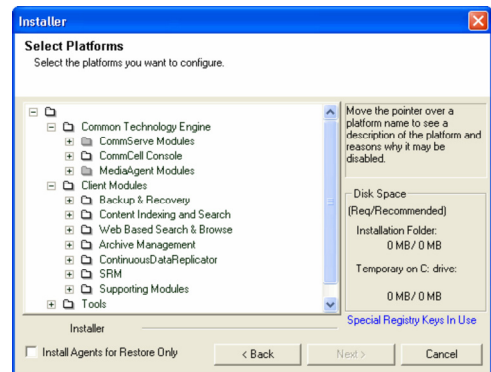 Installer
Select Platforms
Select the platforms you want to configure.
Common Technology Engine
CommServe Modules
CommCell Console
MediaAgent Modules
Client Modules
Backup & Recovery
Content Indexing and Search
Web Based Search & Browse
Archive Management
ContinuousDataReplicator
SRM
Supporting Modules
Tools
Move the pointer over a
platform name to see a
description of the platform and
reasons why it may be
disabled.
Disk Space
(Req/Recommended)
Installation Folder:
0 MB/ 0 MB
Temporary on C: drive:
0 MB/ 0 MB
Special Registry Keys In Use
Installer
Install Agents for Restore Only
< Back
Next >
Cancel